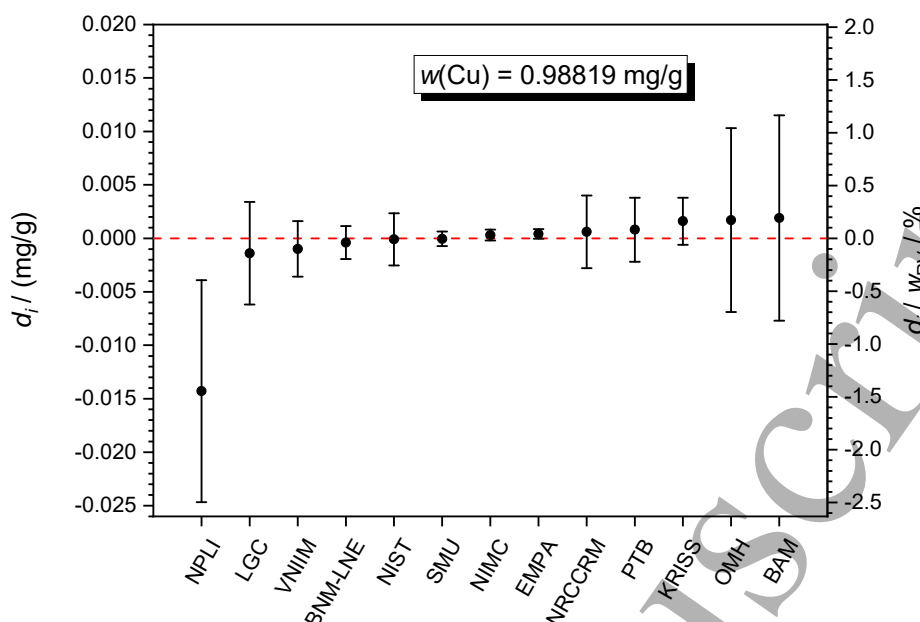 w(Cu) = 0.98819 mg/g
d_i / (mg/g)
0.020
0.015
0.010
0.005
0.000
-0.005
-0.010
-0.015
-0.020
-0.025
2.0
1.5
1.0
0.5
0.0
-0.5
-1.0
-1.5
-2.0
-2.5
NPLI
LGC
VNIIM
BNM-LNE
NIST
SMU
NIMC
EMPA
NRCCRM
PTB
KRISS
OMH
BAM